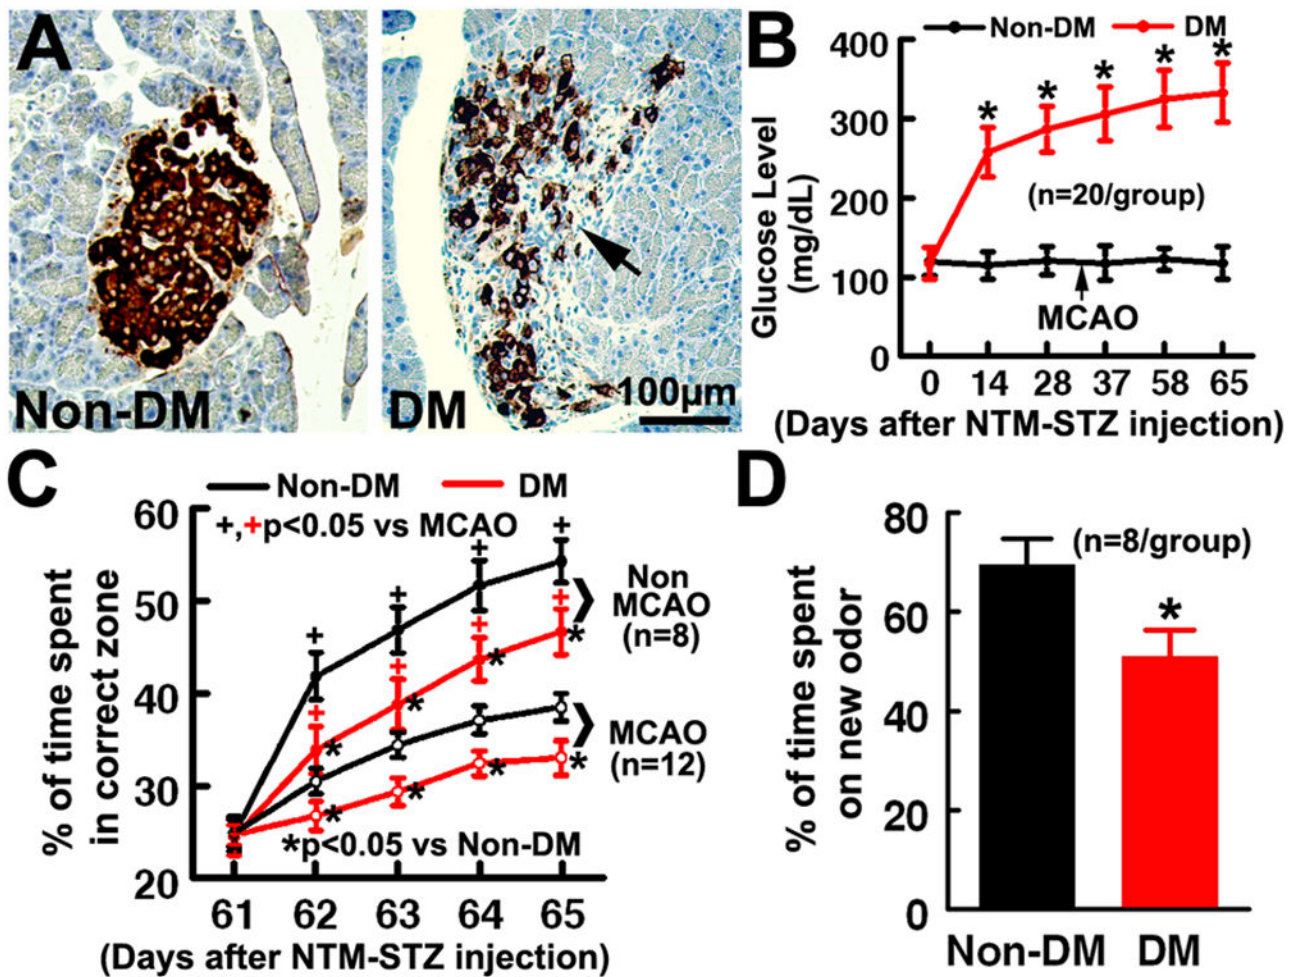 A
Non-DM
DM
100μm
B
Non-DM DM
Glucose Level
(mg/dL)
400
300
200
100
0
* * * * *
(n=20/group)
MCAO
0 14 28 37 58 65
(Days after NTM-STZ injection)
C
Non-DM DM
+,+p<0.05 vs MCAO
% of time spent
in correct zone
60
50
40
30
20
+ + + +
+ + + +
* * * *
* * * *
Non
MCAO
(n=8)
MCAO
(n=12)
*p<0.05 vs Non-DM
61 62 63 64 65
(Days after NTM-STZ injection)
D
% of time spent
on new odor
80
60
40
20
0
(n=8/group)
*
Non-DM DM